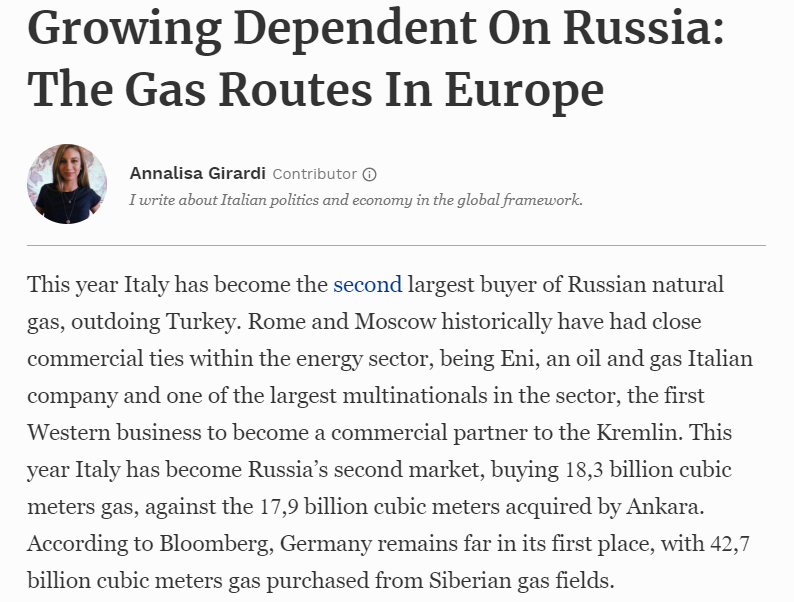 Growing Dependent On Russia:
The Gas Routes In Europe
Annalisa Girardi Contributor
I write about Italian politics and economy in the global framework.
This year Italy has become the second largest buyer of Russian natural
gas, outdoing Turkey. Rome and Moscow historically have had close
commercial ties within the energy sector, being Eni, an oil and gas Italian
company and one of the largest multinationals in the sector, the first
Western business to become a commercial partner to the Kremlin. This
year Italy has become Russia’s second market, buying 18,3 billion cubic
meters gas, against the 17,9 billion cubic meters acquired by Ankara.
According to Bloomberg, Germany remains far in its first place, with 42,7
billion cubic meters gas purchased from Siberian gas fields.